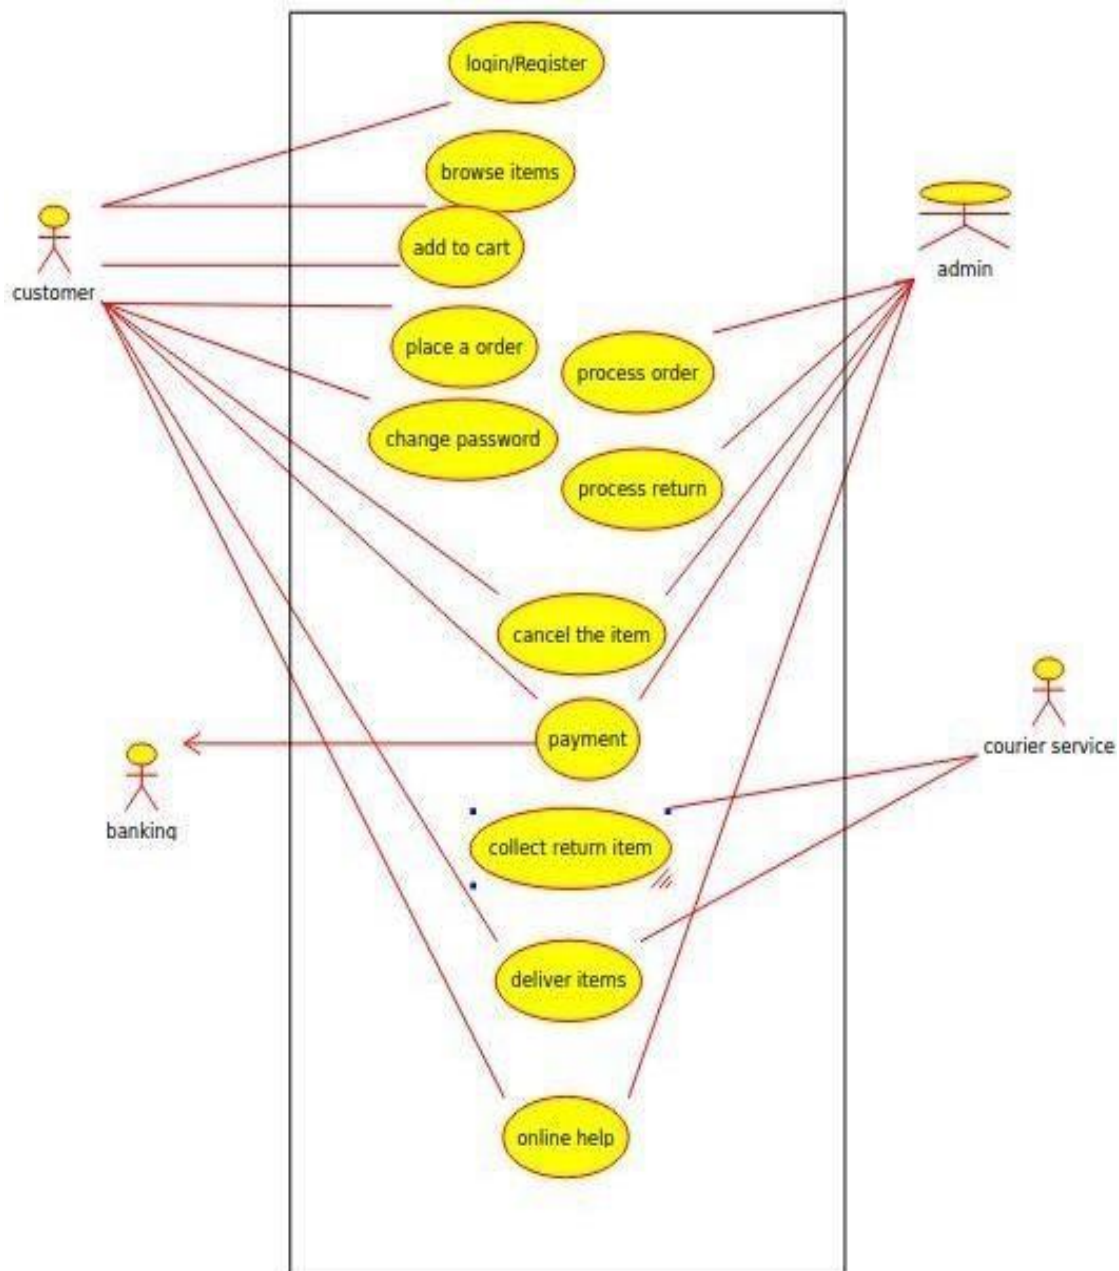 login/Register
browse items
add to cart
admin
customer
place a order
process order
change password
process return
cancel the item
payment
courier service
banking
collect return item
deliver items
online help